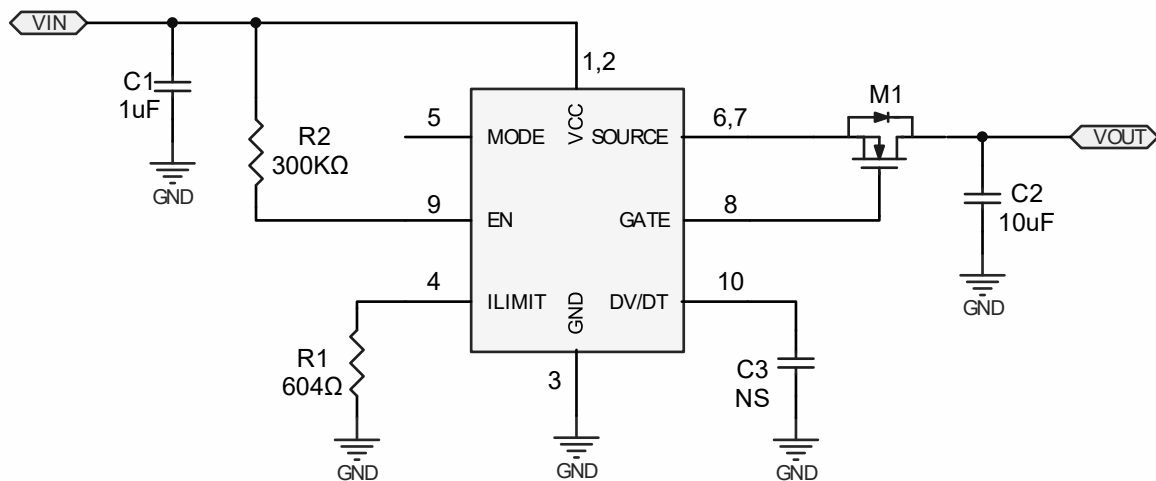 VIN
1,2
C1
1uF
GND
R2
300KΩ
5
MODE
VCC
SOURCE
6,7
M1
VOUT
9
EN
GATE
8
C2
10uF
GND
4
ILIMIT
GND
DV/DT
10
R1
604Ω
GND
3
GND
C3
NS
GND